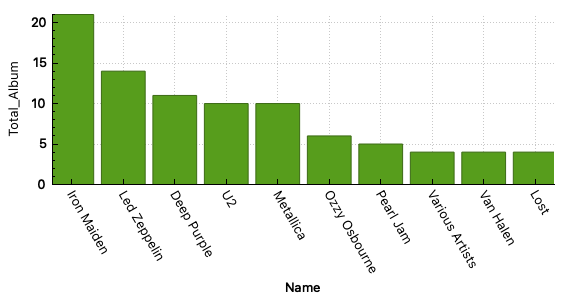 20
15
10
5
0
Total_Album
Iron Maiden
Led Zeppelin
Deep Purple
U2
Metallica
Ozzy Osbourne
Pearl Jam
Various Artists
Van Halen
Lost
Name